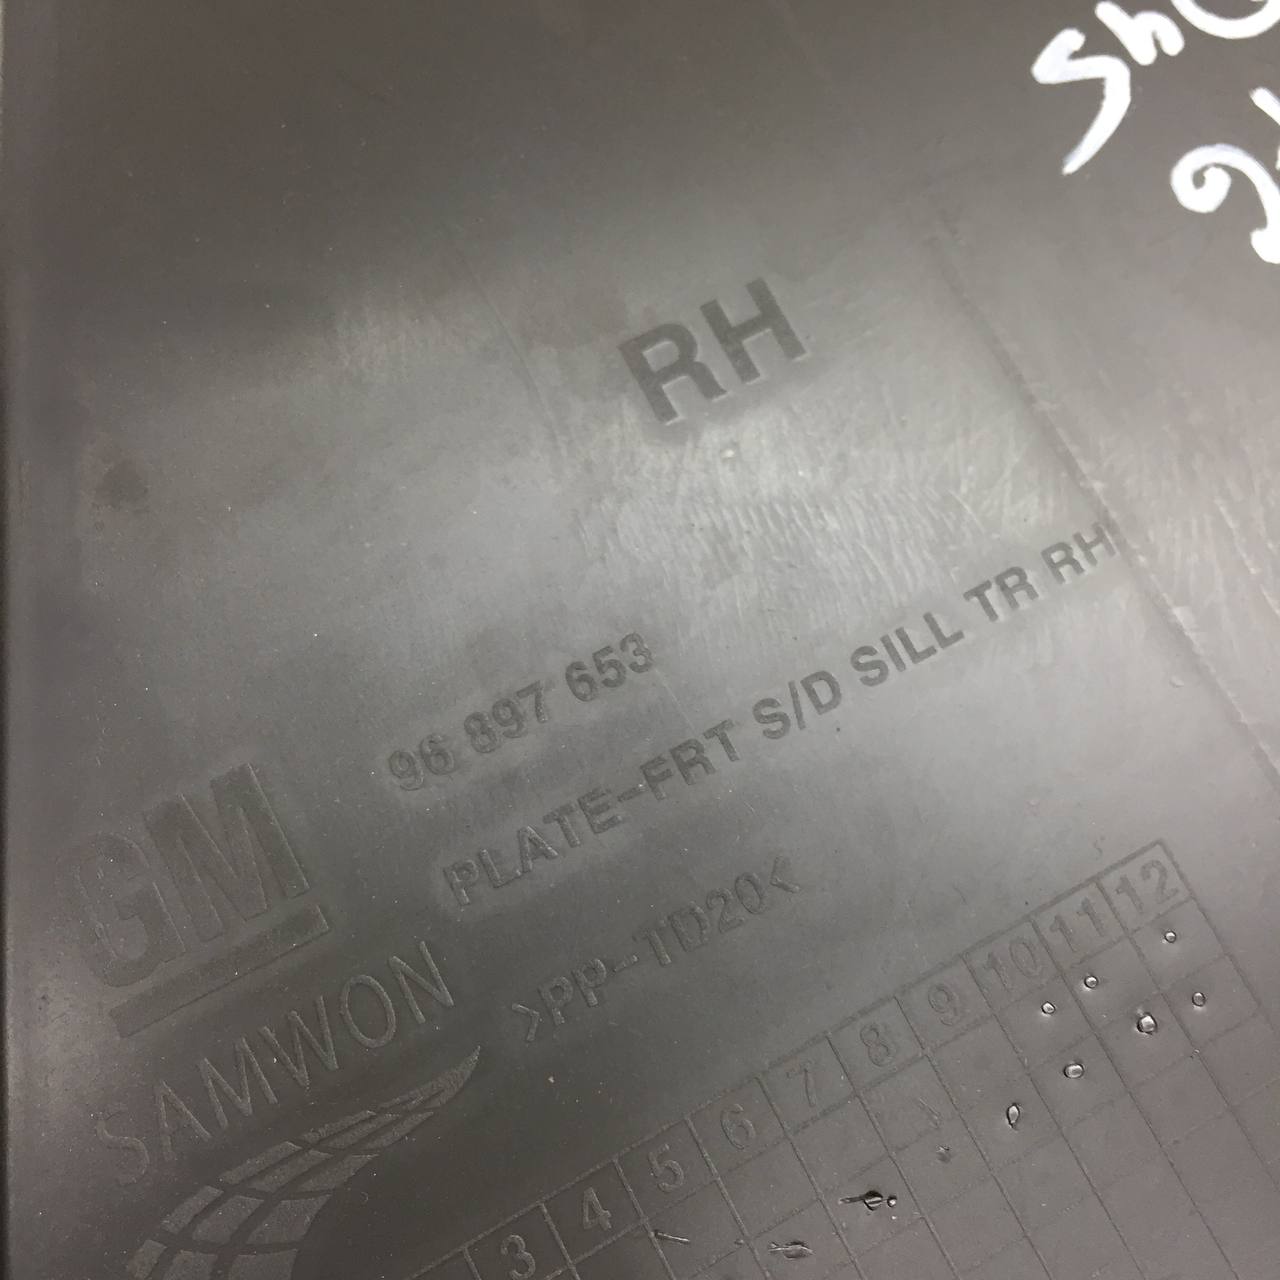 RH
96 897 653
PLATE-FRT S/D SILL TR RH
>PP-TD20<
GM
SAMWON
3 4 5 6 7 8 9 10 11 12